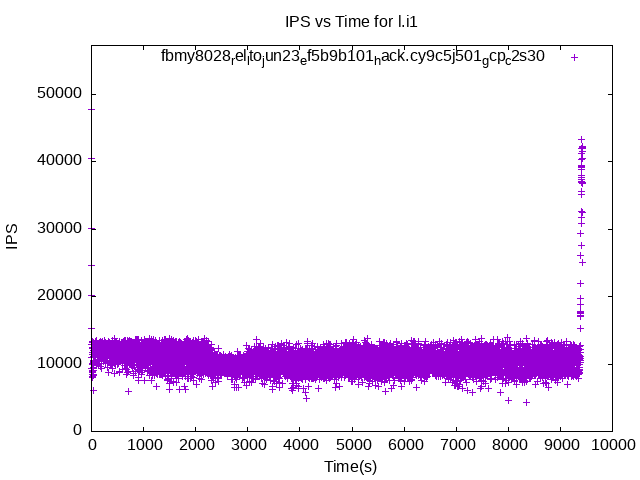 IPS vs Time for l.i1
fbmy8028relltojun23ef5b9b101hack.cy9c5j501gcpc2s30
50000
40000
30000
20000
10000
0
IPS
0 1000 2000 3000 4000 5000 6000 7000 8000 9000 10000
Time(s)